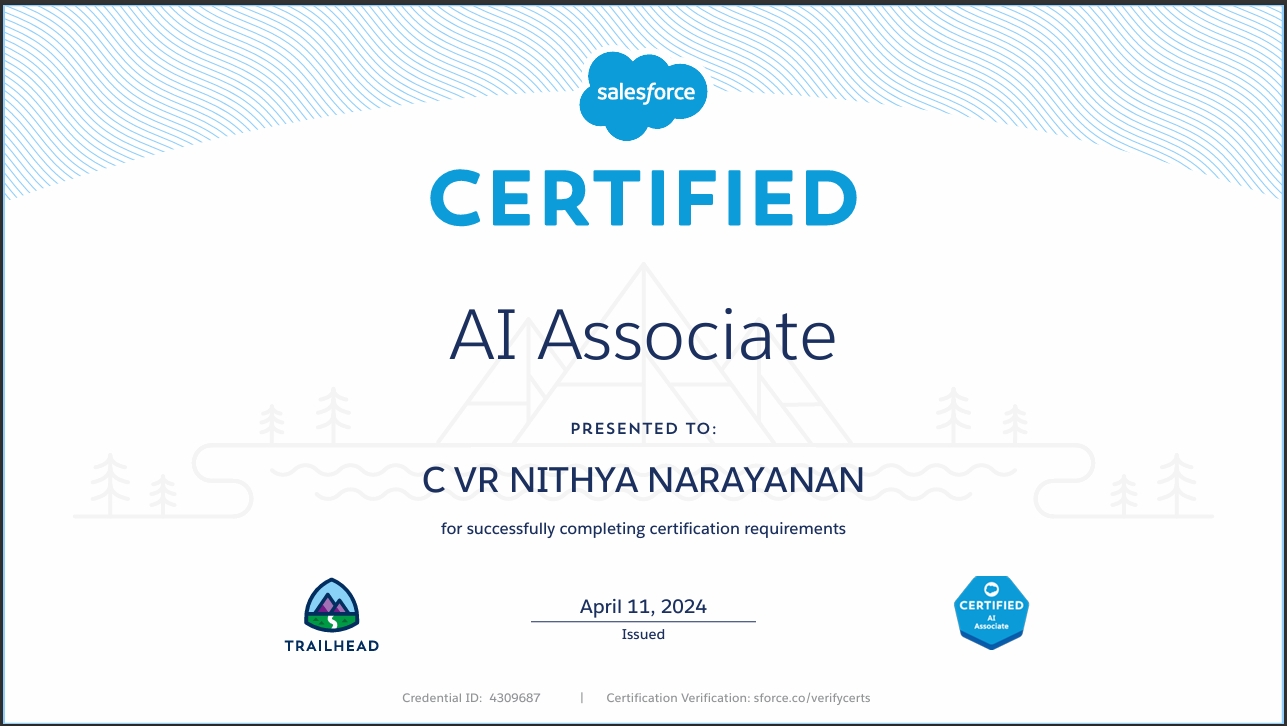 salesforce
CERTIFIED
AI Associate
PRESENTED TO:
C VR NITHYA NARAYANAN
for successfully completing certification requirements
April 11, 2024
Issued
TRAILHEAD
CERTIFIED
AI
Associate
Credential ID: 4309687 | Certification Verification: sforce.co/verifycerts